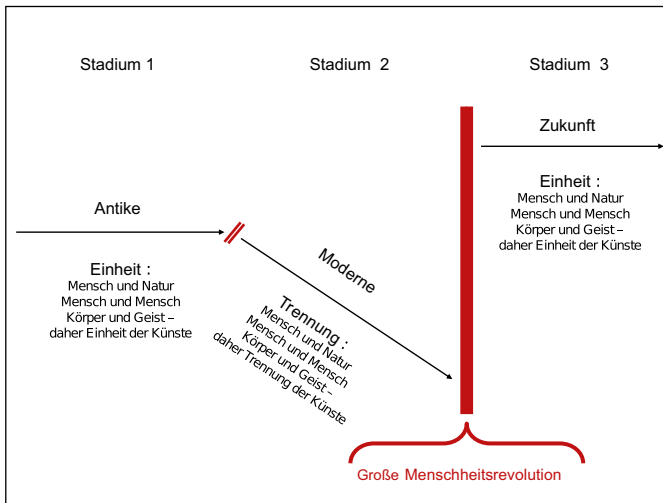 Stadium 1
Stadium 2
Stadium 3
Antike
Einheit :
Mensch und Natur
Mensch und Mensch
Körper und Geist –
daher Einheit der Künste
Moderne
Trennung :
Mensch und Natur
Mensch und Mensch
Körper und Geist –
daher Trennung der Künste
Zukunft
Einheit :
Mensch und Natur
Mensch und Mensch
Körper und Geist –
daher Einheit der Künste
Große Menschheitsrevolution